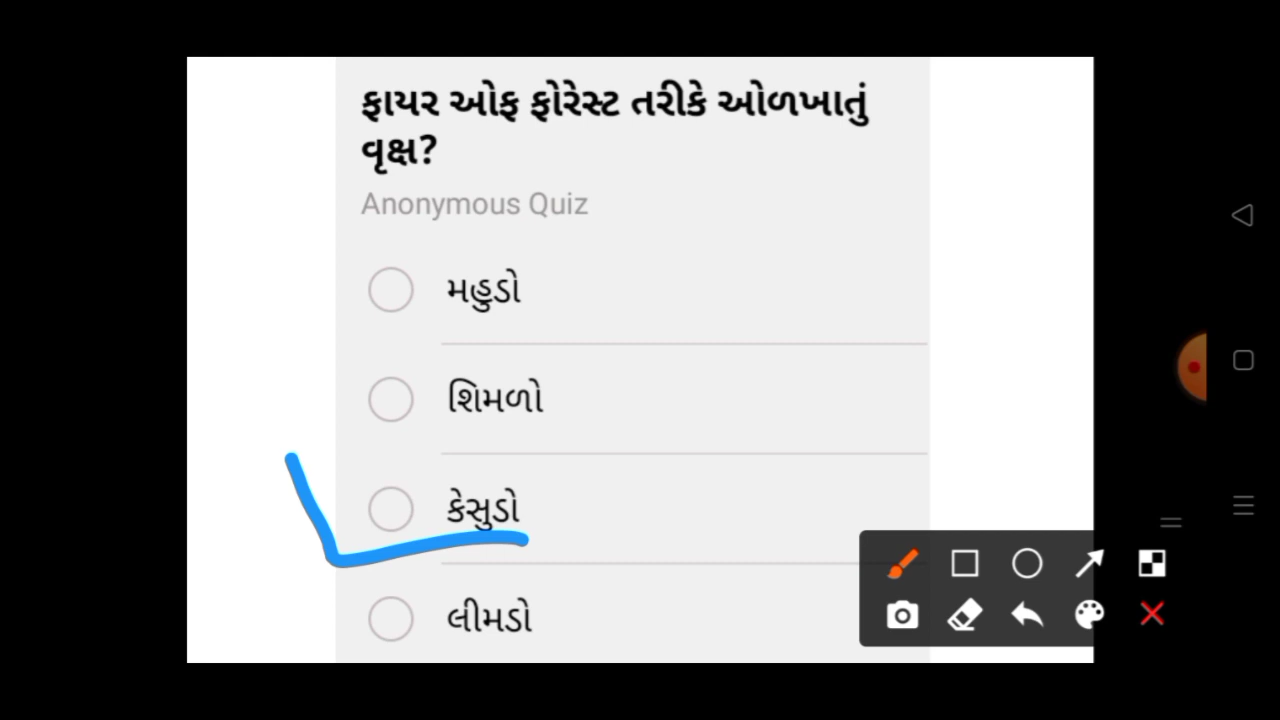 ફાયર ઓફ ફોરેસ્ટ તરીકે ઓળખાતું
વૃક્ષ?
Anonymous Quiz
મહુડો
શિમળો
કેસુડો
લીમડો